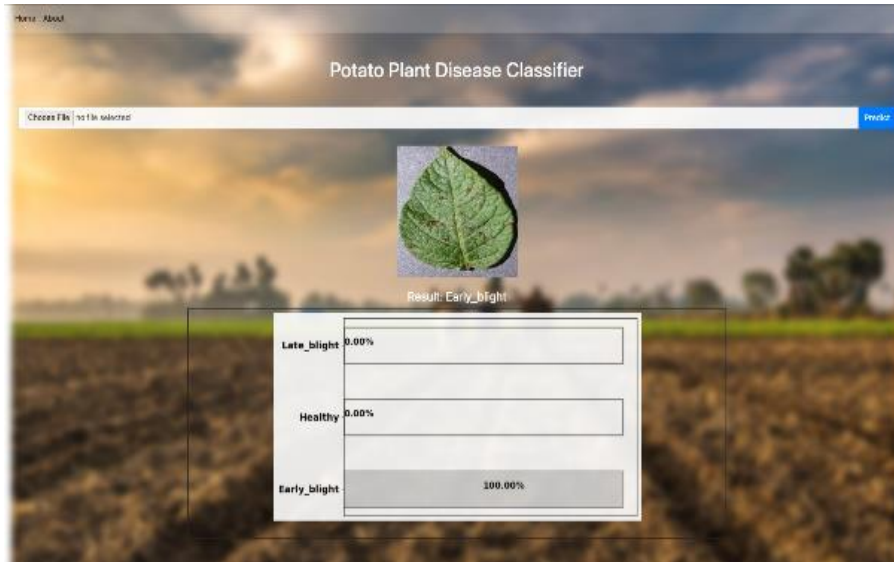 Home About
Potato Plant Disease Classifier
Choose File no file selected
Predict
Result: Early_blight
Late_blight 0.00%
Healthy 0.00%
Early_blight 100.00%